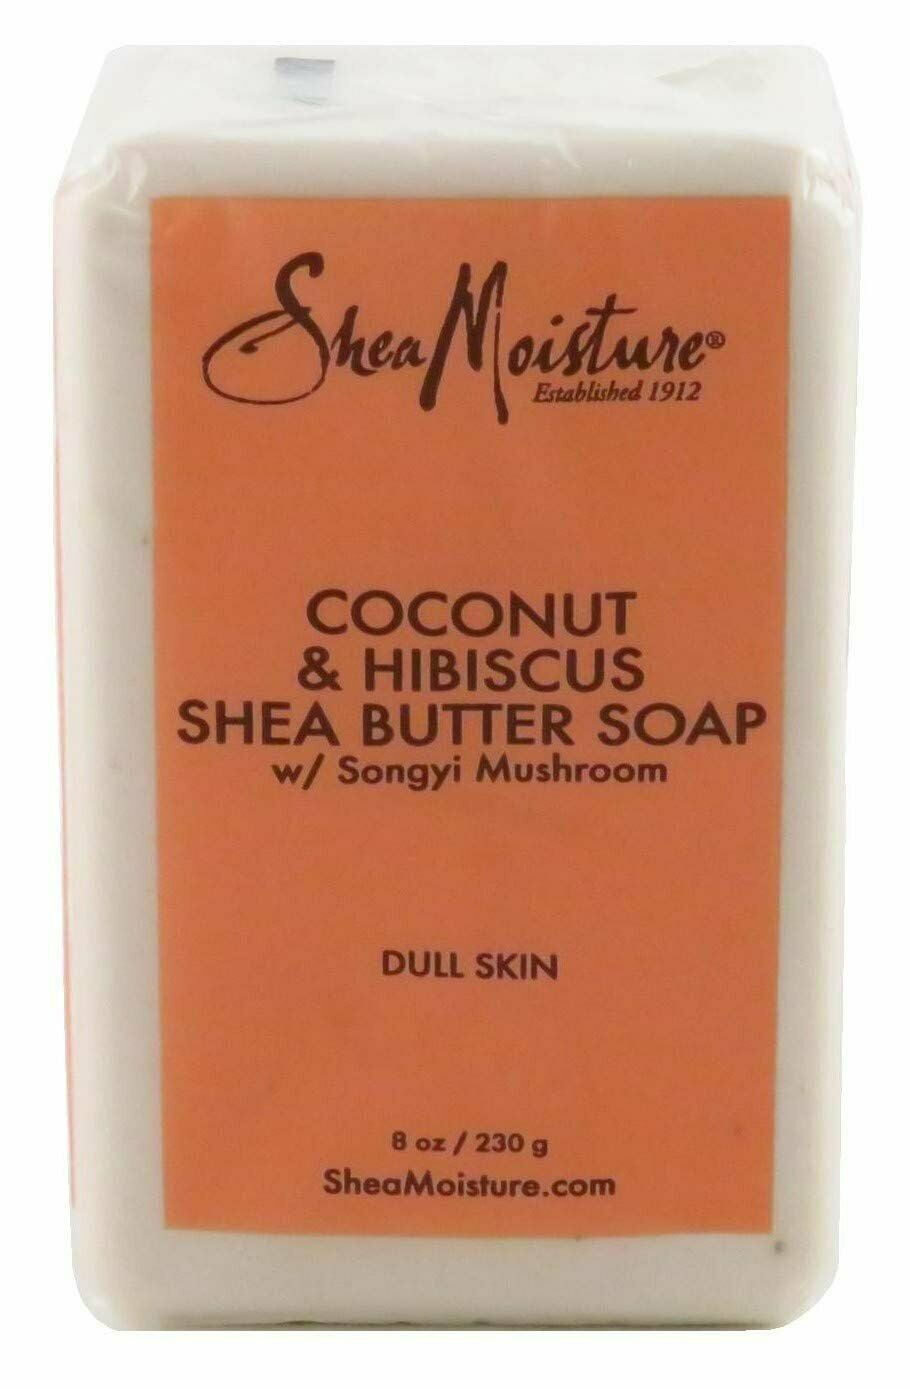 SheaMoisture®
Established 1912
COCONUT
& HIBISCUS
SHEA BUTTER SOAP
w/ Songyi Mushroom
DULL SKIN
8 oz / 230 g
SheaMoisture.com